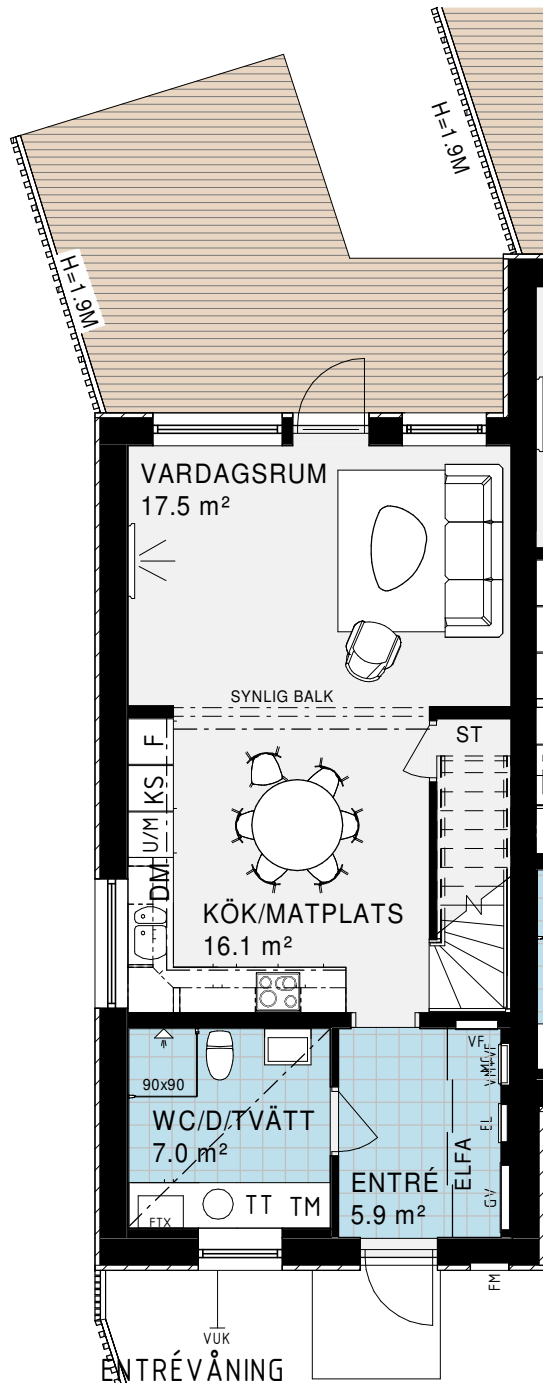 H=1.9M
H=1.9M
VARDAGSRUM
17.5 m²
SYNLIG BALK
F
ST
KS
U/M
DM
KÖK/MATPLATS
16.1 m²
VF
90x90
WC/D/TVÄTT
7.0 m²
EL
ELFA
ENTRÉ
5.9 m²
GV
TT
TM
FTX
FM
VUK
ENTRÉVÅNING